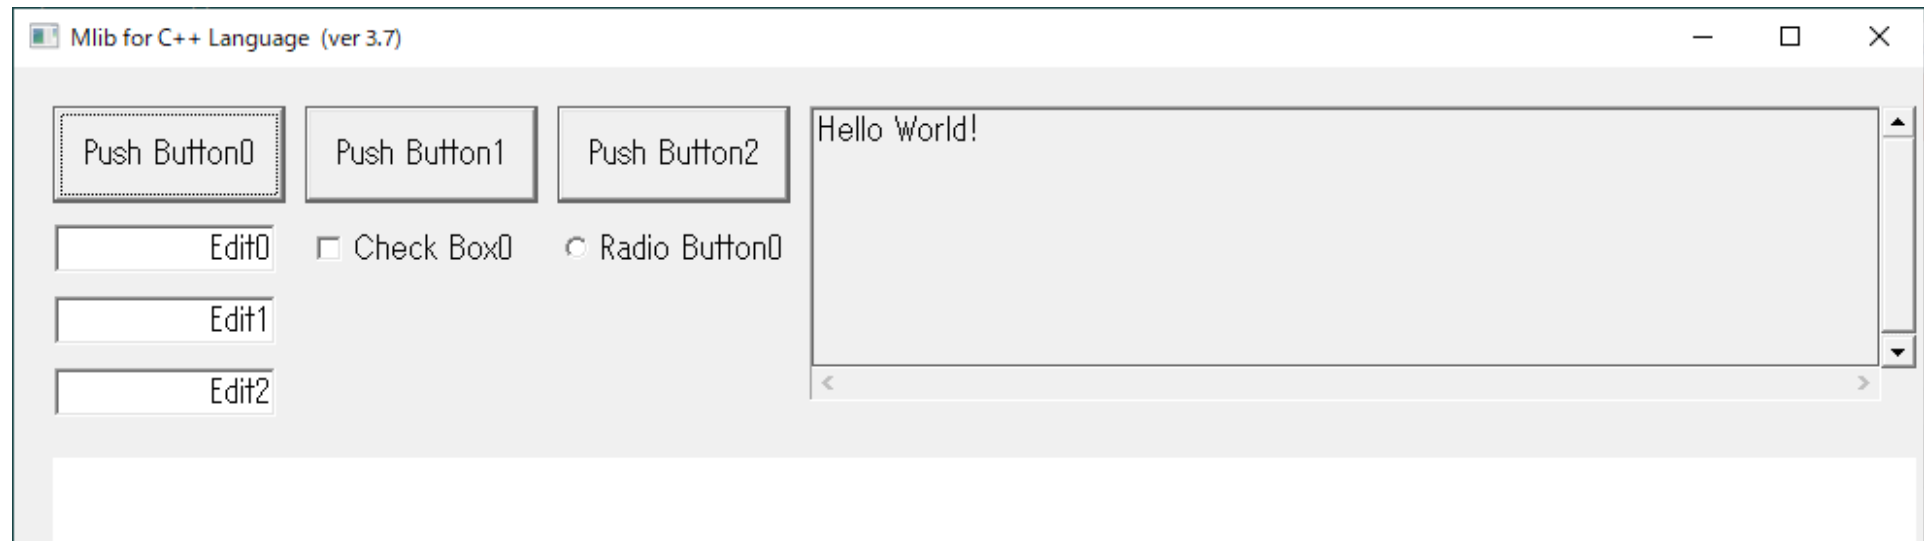 Mlib for C++ Language (ver 3.7)
Push Button0
Push Button1
Push Button2
Hello World!
Edit0
Check Box0
Radio Button0
Edit1
Edit2